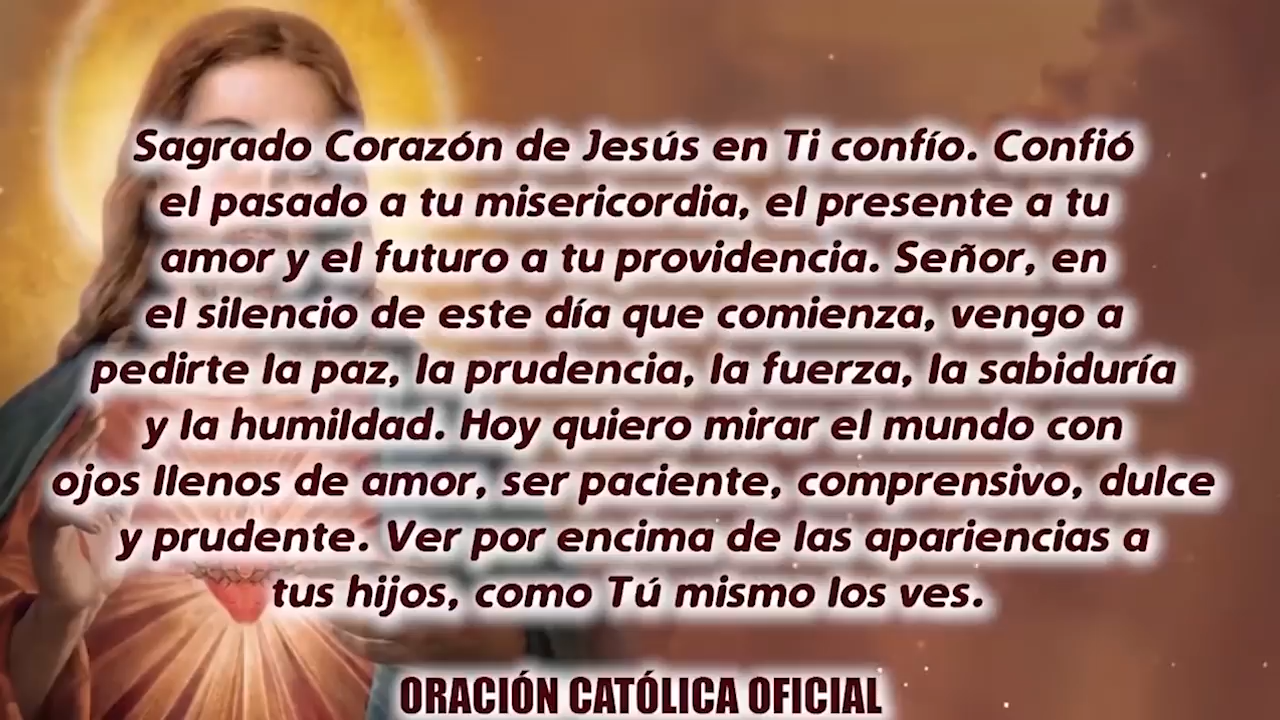 Sagrado Corazón de Jesús en Ti confío. Confió
el pasado a tu misericordia, el presente a tu
amor y el futuro a tu providencia. Señor, en
el silencio de este día que comienza, vengo a
pedirte la paz, la prudencia, la fuerza, la sabiduría
y la humildad. Hoy quiero mirar el mundo con
ojos llenos de amor, ser paciente, comprensivo, dulce
y prudente. Ver por encima de las apariencias a
tus hijos, como Tú mismo los ves.
ORACIÓN CATÓLICA OFICIAL